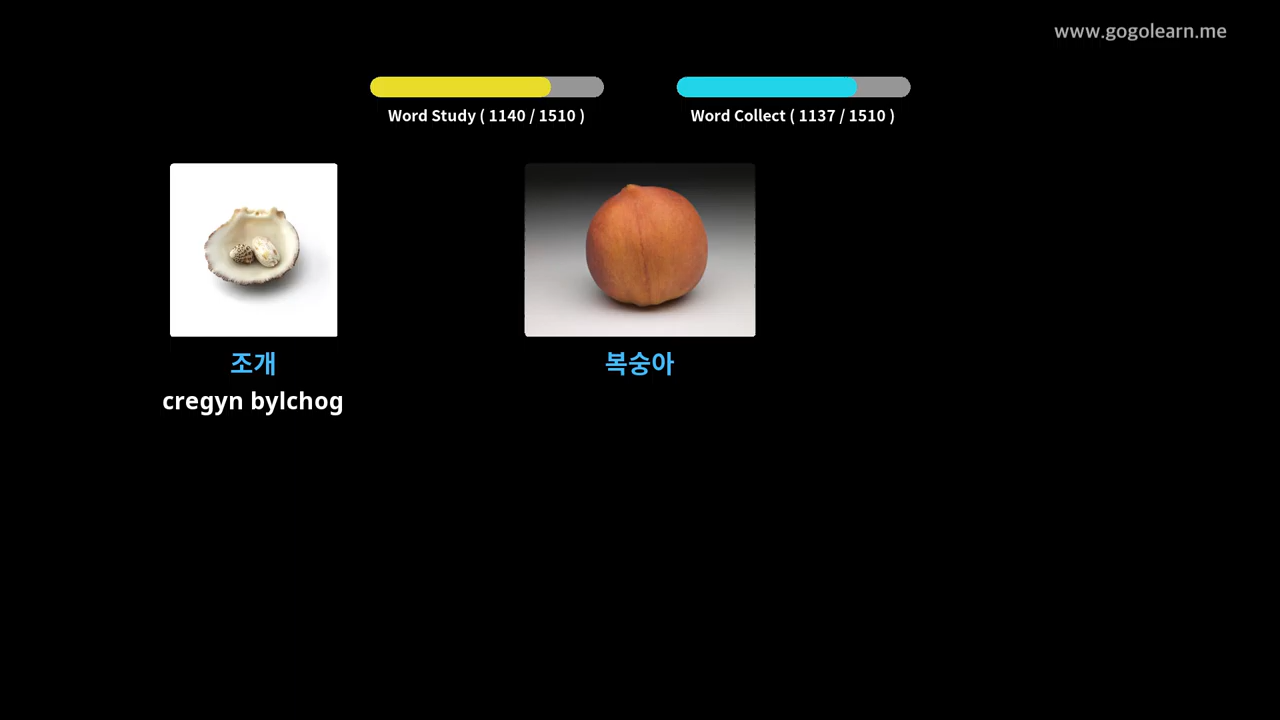 www.gogolearn.me
Word Study ( 1140 / 1510 )
Word Collect ( 1137 / 1510 )
조개
cregyn bylchog
복숭아